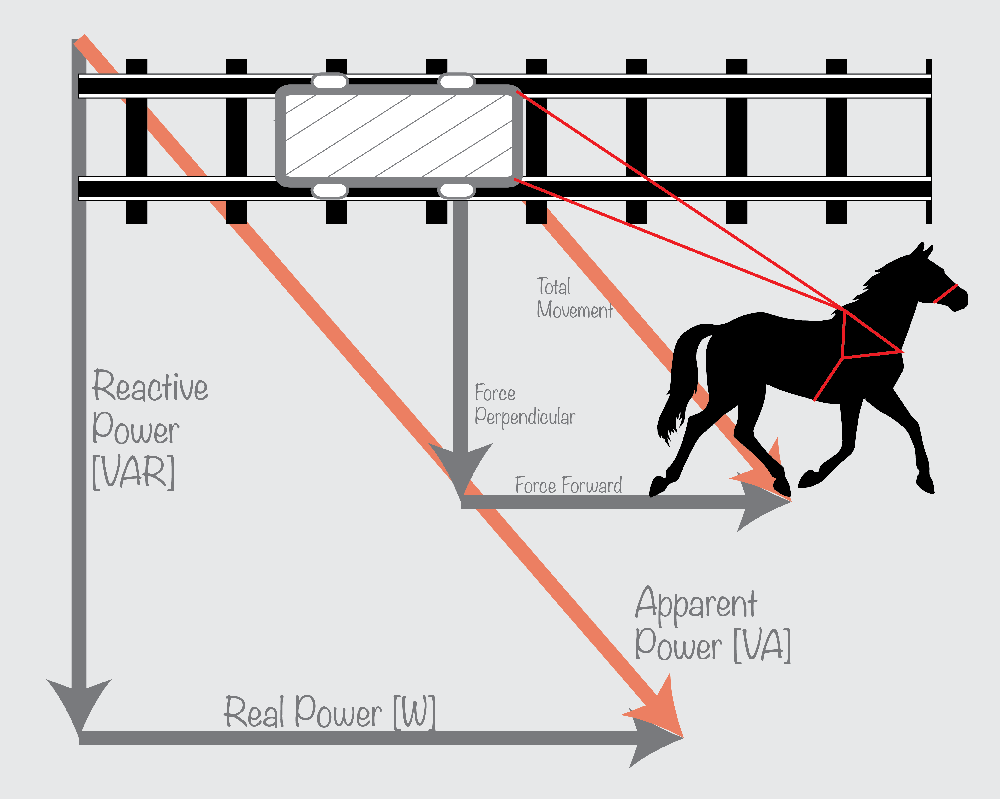 Total
Movement
Reactive
Power
[VAR]
Force
Perpendicular
Force Forward
Apparent
Power [VA]
Real Power [W]